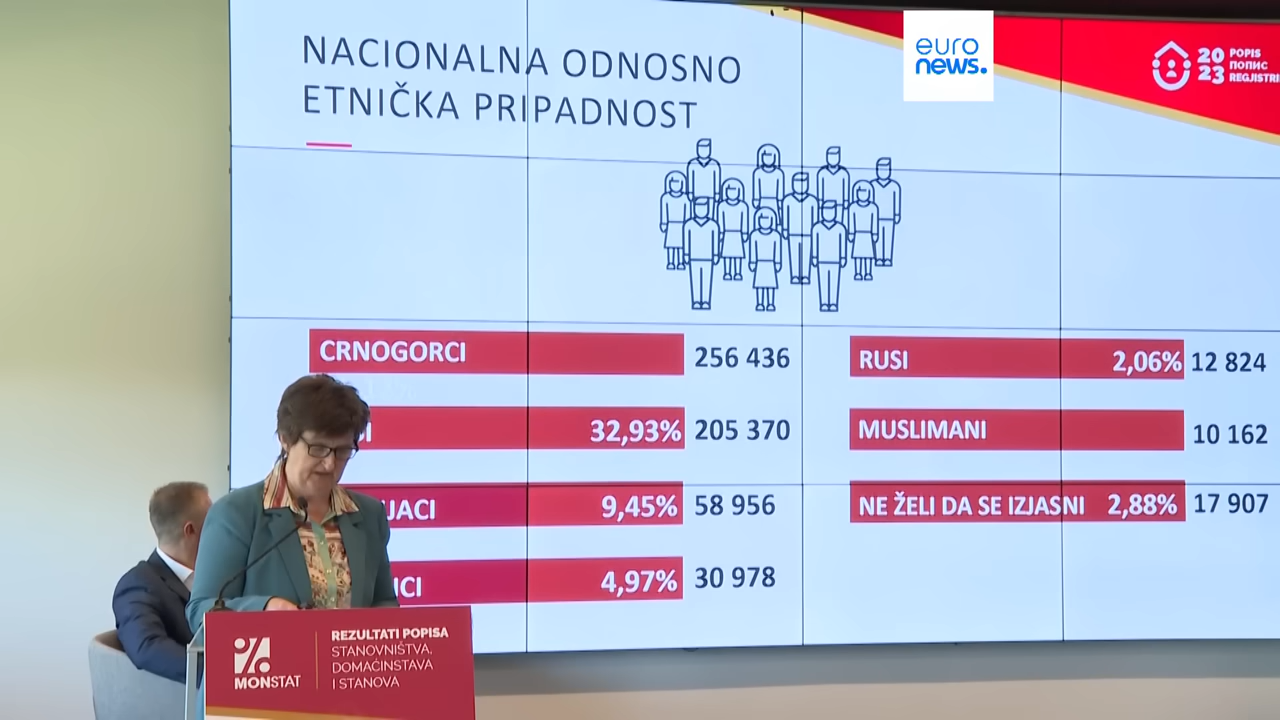 NACIONALNA ODNOSNO
ETNIČKA PRIPADNOST
euro
news.
20
23
POPIS
ПОПИС
REGJISTRI
CRNOGORCI 256 436
32,93% 205 370
JACI 9,45% 58 956
4,97% 30 978
RUSI 2,06% 12 824
MUSLIMANI 10 162
NE ŽELI DA SE IZJASNI 2,88% 17 907
MONSTAT
REZULTATI POPISA
STANOVNIŠTVA,
DOMAĆINSTAVA
I STANOVA